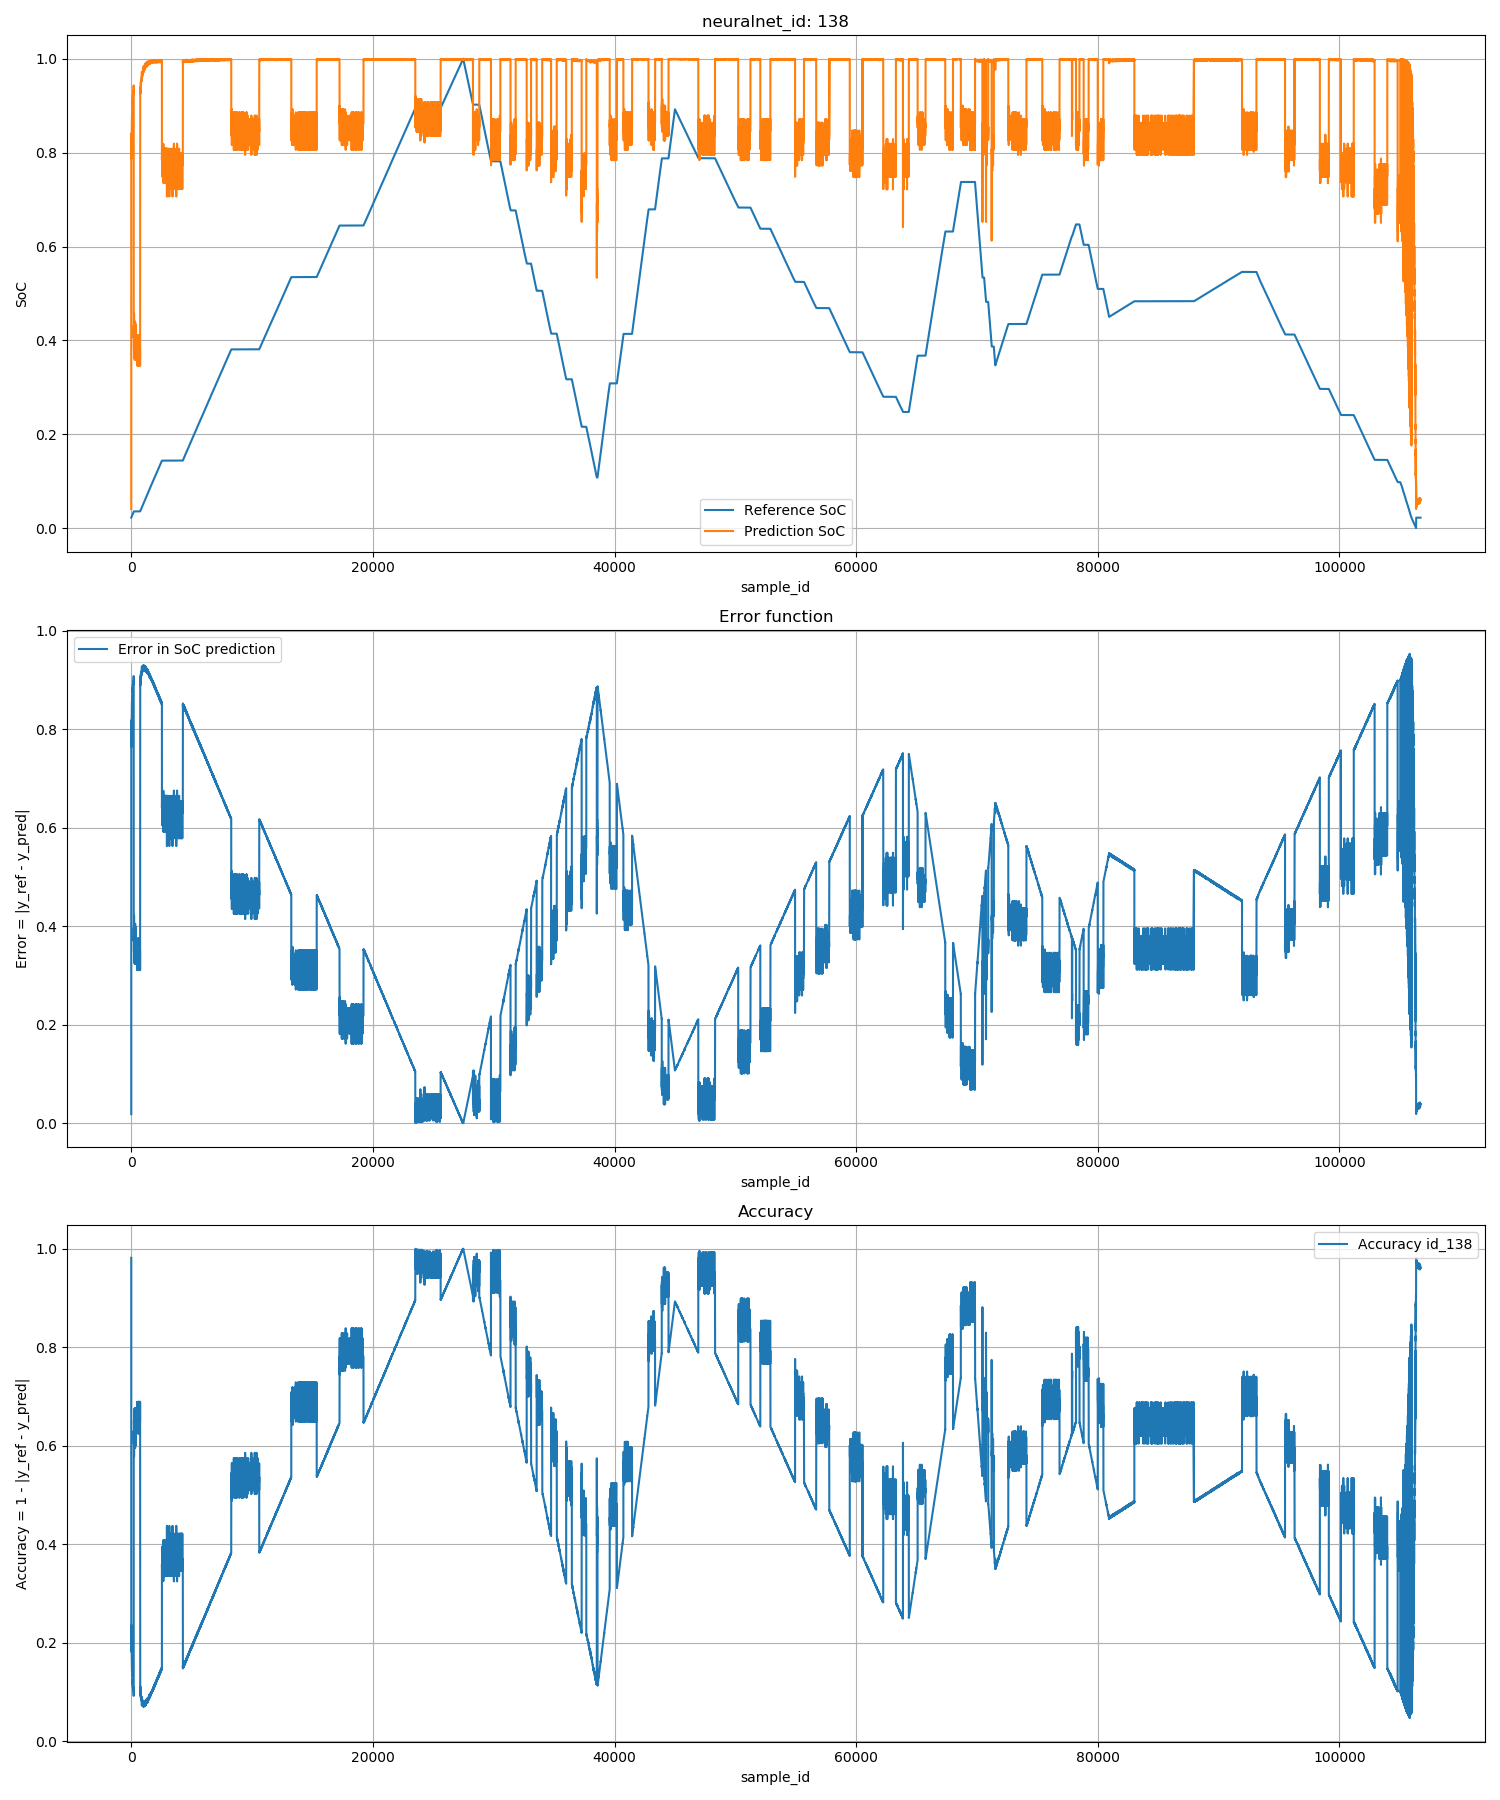 neuralnet_id: 138
1.0
0.8
0.6
0.4
0.2
0.0
SoC
Reference SoC
Prediction SoC
0 20000 40000 60000 80000 100000
sample_id
Error function
1.0
0.8
0.6
0.4
0.2
0.0
Error = |y_ref - y_pred|
Error in SoC prediction
0 20000 40000 60000 80000 100000
sample_id
Accuracy
1.0
0.8
0.6
0.4
0.2
0.0
Accuracy = 1 - |y_ref - y_pred|
Accuracy id_138
0 20000 40000 60000 80000 100000
sample_id